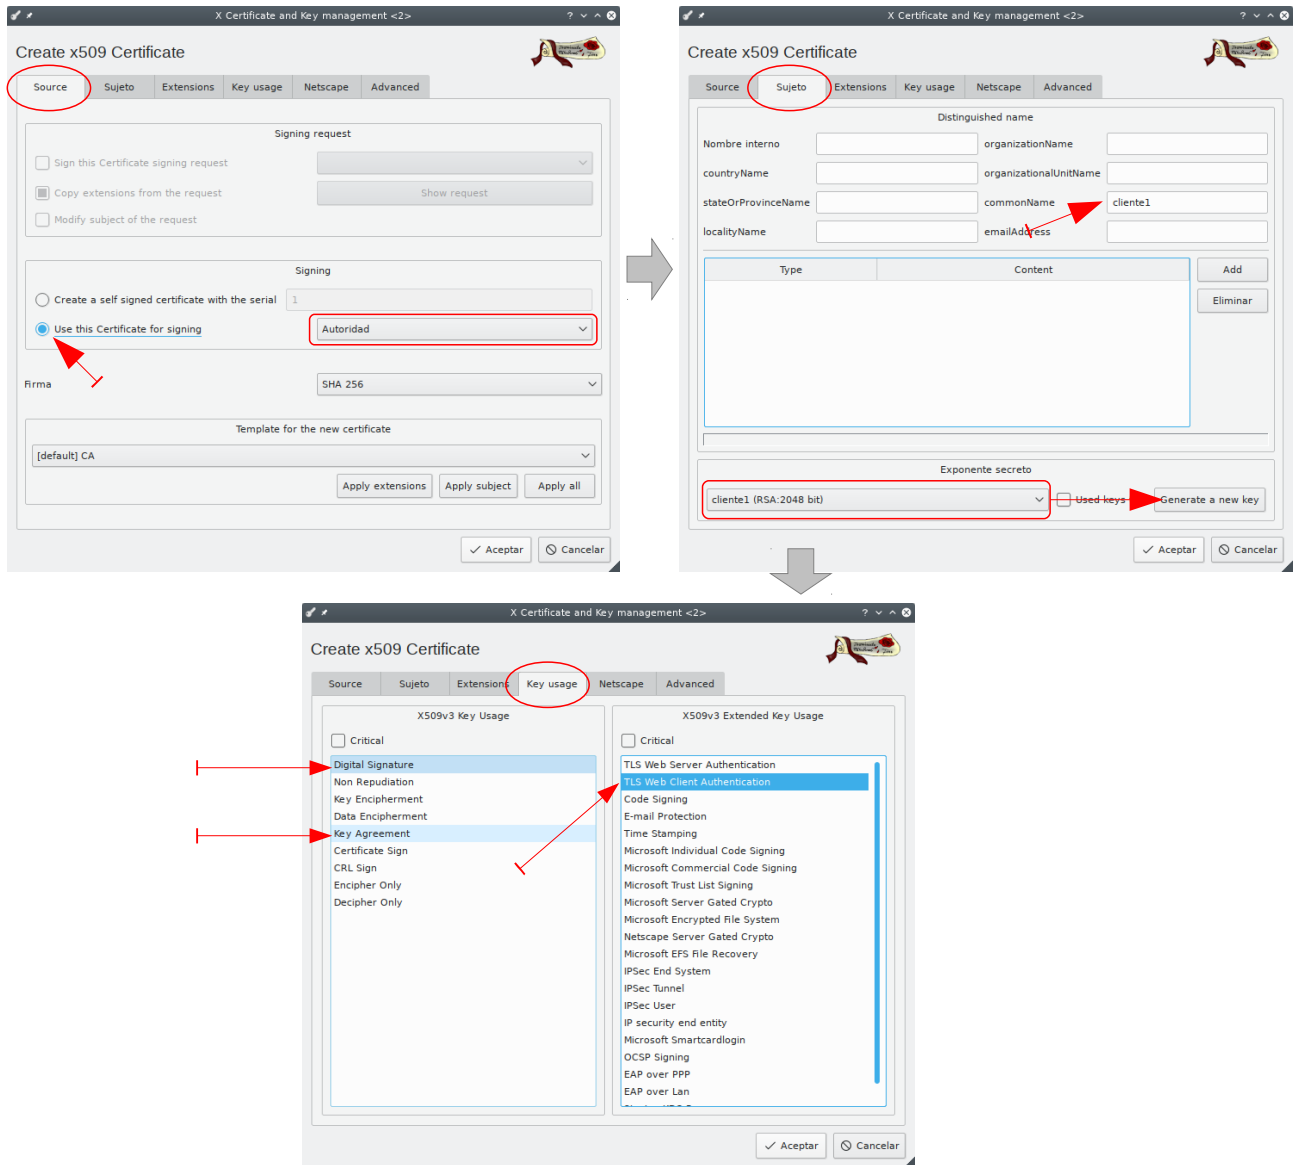 X Certificate and Key management <2>
Create x509 Certificate
Source Sujeto Extensions Key usage Netscape Advanced
Signing request
Sign this Certificate signing request
Copy extensions from the request Show request
Modify subject of the request
Signing
Create a self signed certificate with the serial 1
Use this Certificate for signing Autoridad
Firma SHA 256
Template for the new certificate
[default] CA
Apply extensions Apply subject Apply all
Aceptar Cancelar
X Certificate and Key management <2>
Create x509 Certificate
Source Sujeto Extensions Key usage Netscape Advanced
Distinguished name
Nombre interno organizationName
countryName organizationalUnitName
stateOrProvinceName commonName cliente1
localityName emailAddress
Type Content Add
Eliminar
Exponente secreto
cliente1 (RSA:2048 bit) Used keys Generate a new key
Aceptar Cancelar
X Certificate and Key management <2>
Create x509 Certificate
Source Sujeto Extensions Key usage Netscape Advanced
X509v3 Key Usage
Critical
Digital Signature
Non Repudiation
Key Encipherment
Data Encipherment
Key Agreement
Certificate Sign
CRL Sign
Encipher Only
Decipher Only
X509v3 Extended Key Usage
Critical
TLS Web Server Authentication
TLS Web Client Authentication
Code Signing
E-mail Protection
Time Stamping
Microsoft Individual Code Signing
Microsoft Commercial Code Signing
Microsoft Trust List Signing
Microsoft Server Gated Crypto
Microsoft Encrypted File System
Netscape Server Gated Crypto
Microsoft EFS File Recovery
IPSec End System
IPSec Tunnel
IPSec User
IP security end entity
Microsoft Smartcardlogin
OCSP Signing
EAP over PPP
EAP over Lan
Aceptar Cancelar